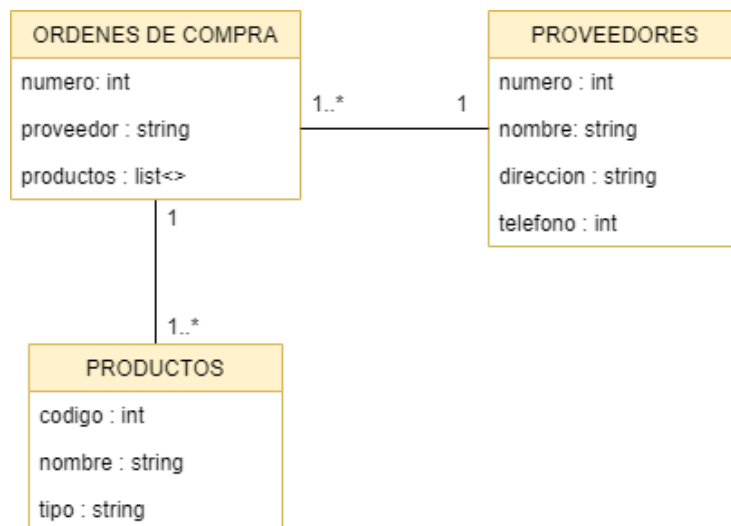 ORDENES DE COMPRA
numero: int
proveedor : string
productos : list<>
1..*
1
PROVEEDORES
numero : int
nombre: string
direccion : string
telefono : int
1
1..*
PRODUCTOS
codigo : int
nombre : string
tipo : string